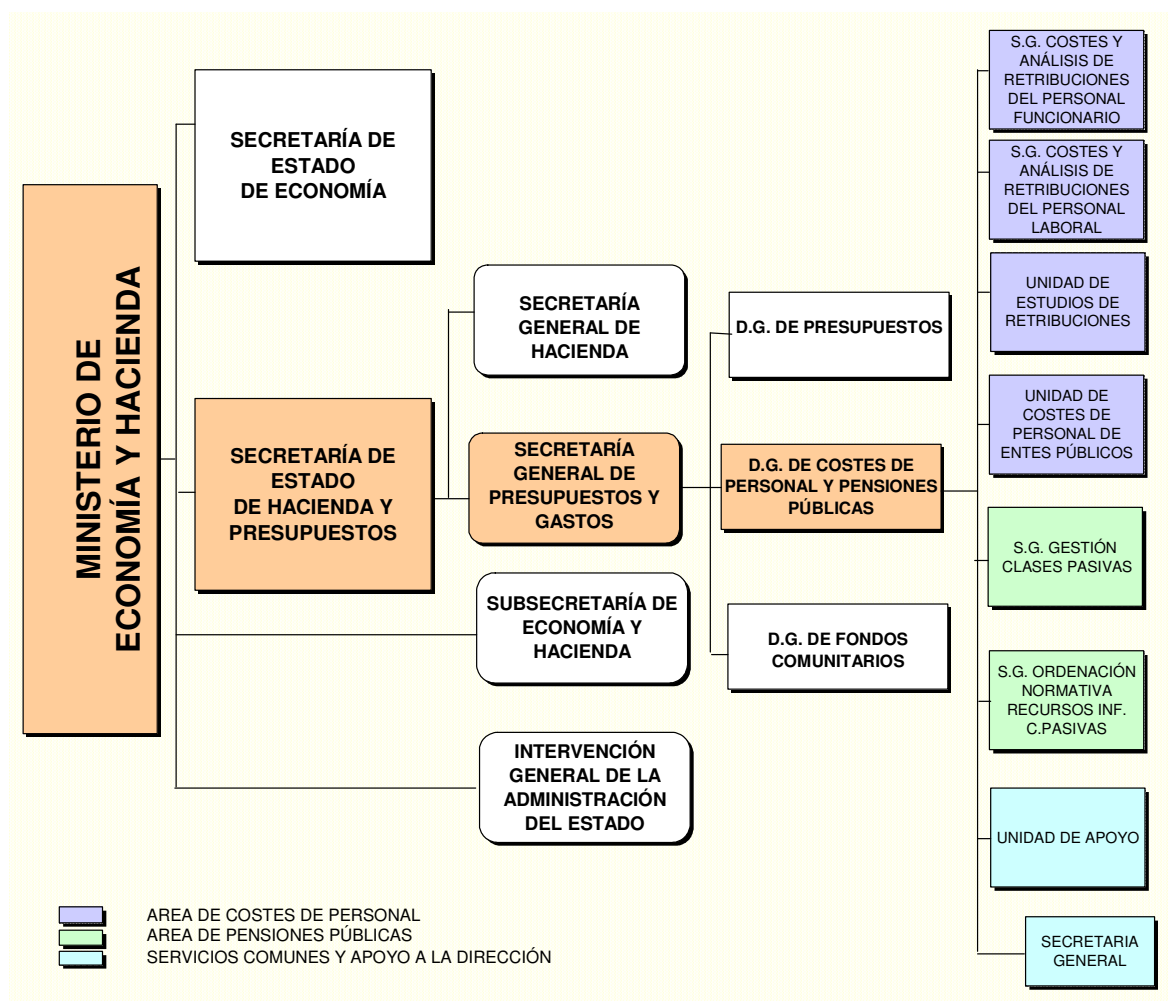 MINISTERIO DE
ECONOMÍA Y HACIENDA
SECRETARÍA DE
ESTADO
DE ECONOMÍA
SECRETARÍA DE
ESTADO
DE HACIENDA Y
PRESUPUESTOS
SECRETARÍA
GENERAL DE
HACIENDA
SECRETARÍA
GENERAL DE
PRESUPUESTOS Y
GASTOS
SUBSECRETARÍA DE
ECONOMÍA Y
HACIENDA
INTERVENCIÓN
GENERAL DE LA
ADMINISTRACIÓN
DEL ESTADO
D.G. DE PRESUPUESTOS
D.G. DE COSTES DE
PERSONAL Y PENSIONES
PÚBLICAS
D.G. DE FONDOS
COMUNITARIOS
S.G. COSTES Y
ANÁLISIS DE
RETRIBUCIONES
DEL PERSONAL
FUNCIONARIO
S.G. COSTES Y
ANÁLISIS DE
RETRIBUCIONES
DEL PERSONAL
LABORAL
UNIDAD DE
ESTUDIOS DE
RETRIBUCIONES
UNIDAD DE
COSTES DE
PERSONAL DE
ENTES PÚBLICOS
S.G. GESTIÓN
CLASES PASIVAS
S.G. ORDENACIÓN
NORMATIVA
RECURSOS INF.
C.PASIVAS
UNIDAD DE APOYO
SECRETARIA
GENERAL
AREA DE COSTES DE PERSONAL
AREA DE PENSIONES PÚBLICAS
SERVICIOS COMUNES Y APOYO A LA DIRECCIÓN